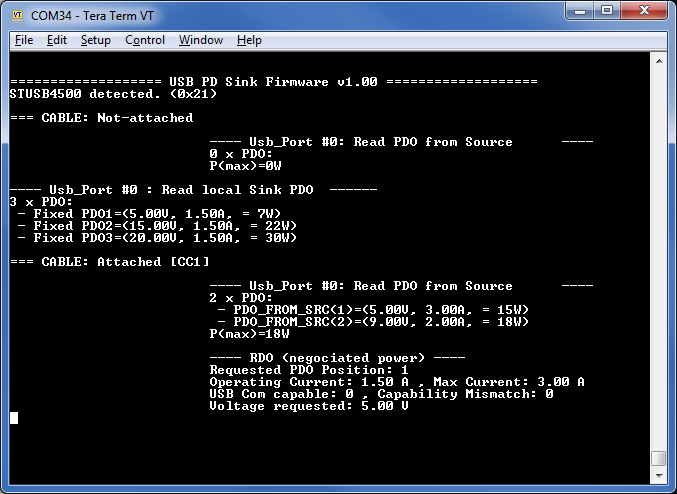 COM34 - Tera Term VT
File Edit Setup Control Window Help
=================== USB PD Sink Firmware v1.00 ===================
STUSB4500 detected. (0x21)
=== CABLE: Not-attached
---- Usb_Port #0: Read PDO from Source ----
0 x PDO:
P(max)=0W
---- Usb_Port #0 : Read local Sink PDO ------
3 x PDO:
- Fixed PDO1=(5.00V, 1.50A, = 7W)
- Fixed PDO2=(15.00V, 1.50A, = 22W)
- Fixed PDO3=(20.00V, 1.50A, = 30W)
=== CABLE: Attached [CC1]
---- Usb_Port #0: Read PDO from Source ----
2 x PDO:
- PDO_FROM_SRC(1)=(5.00V, 3.00A, = 15W)
- PDO_FROM_SRC(2)=(9.00V, 2.00A, = 18W)
P(max)=18W
---- RDO (negociated power) ----
Requested PDO Position: 1
Operating Current: 1.50 A , Max Current: 3.00 A
USB Com capable: 0 , Capability Mismatch: 0
Voltage requested: 5.00 V